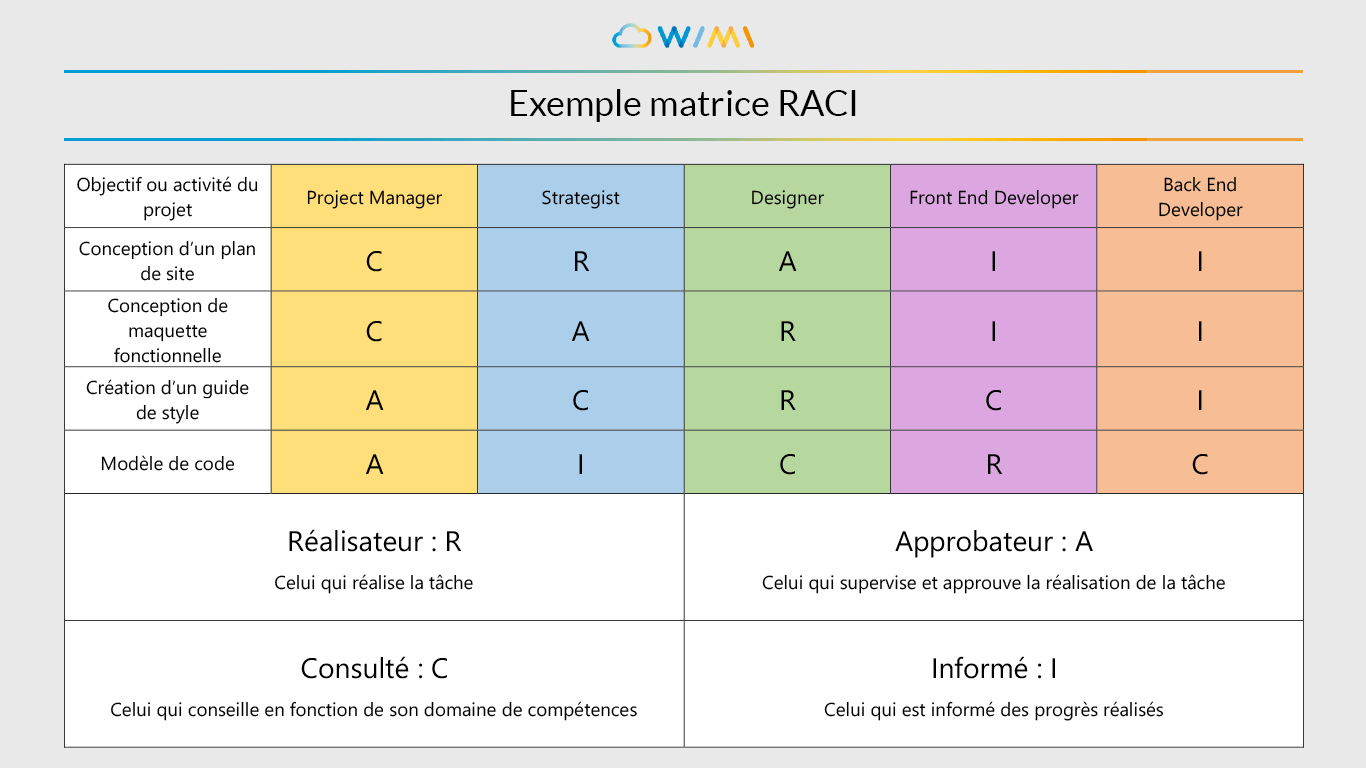 WIMI
Exemple matrice RACI
Objectif ou activité du
projet
Project Manager
Strategist
Designer
Front End Developer
Back End
Developer
Conception d’un plan
de site
C
R
A
I
I
Conception de
maquette
fonctionnelle
C
A
R
I
I
Création d’un guide
de style
A
C
R
C
I
Modèle de code
A
I
C
R
C
Réalisateur : R
Celui qui réalise la tâche
Approbateur : A
Celui qui supervise et approuve la réalisation de la tâche
Consulté : C
Celui qui conseille en fonction de son domaine de compétences
Informé : I
Celui qui est informé des progrès réalisés